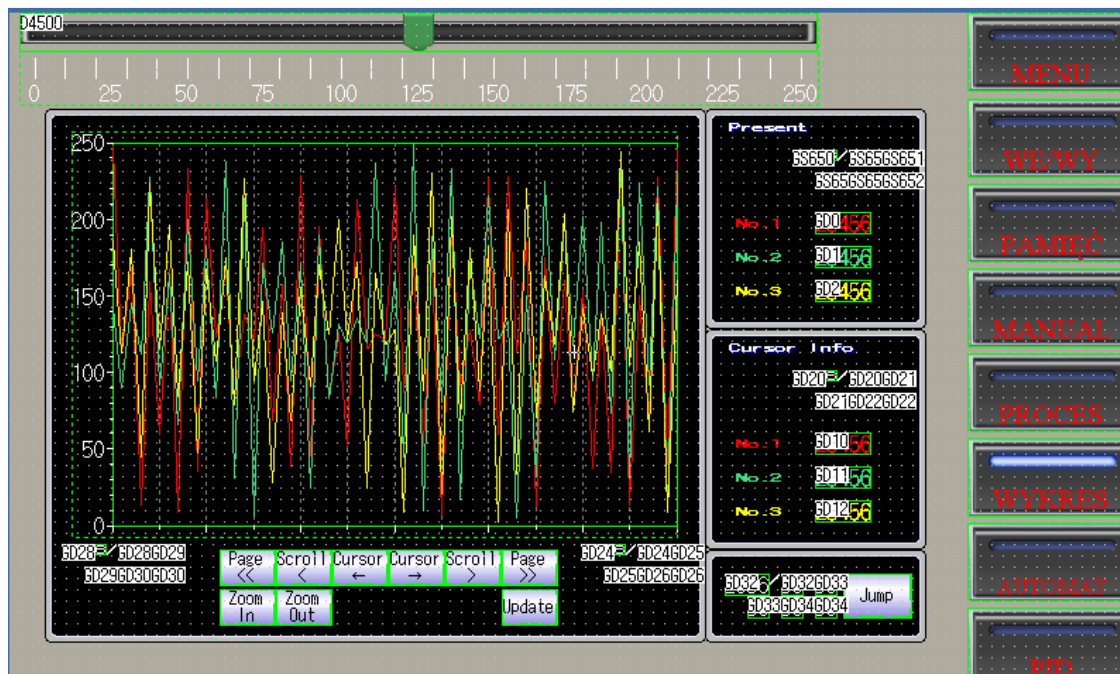 D4500
0 25 50 75 100 125 150 175 200 225 250
MENU
WE/WY
PAMIĘĆ
MANUAL
PROCES
WYKRES
AUTOMAT
PID
250
200
150
100
50
0
GD28 / GD28GD29
GD29GD30GD30
GD24 / GD24GD25
GD25GD26GD26
Page <<
Scroll <
Cursor ←
Cursor →
Scroll >
Page >>
Zoom In
Zoom Out
Update
Present
GS650 / GS65GS651
GS65GS65GS652
No.1 GD0456
No.2 GD1456
No.3 GD2456
Cursor Info
GD20 / GD20GD21
GD21GD22GD22
No.1 GD1056
No.2 GD1156
No.3 GD1256
GD326 / GD32GD33
GD33GD34GD34
Jump